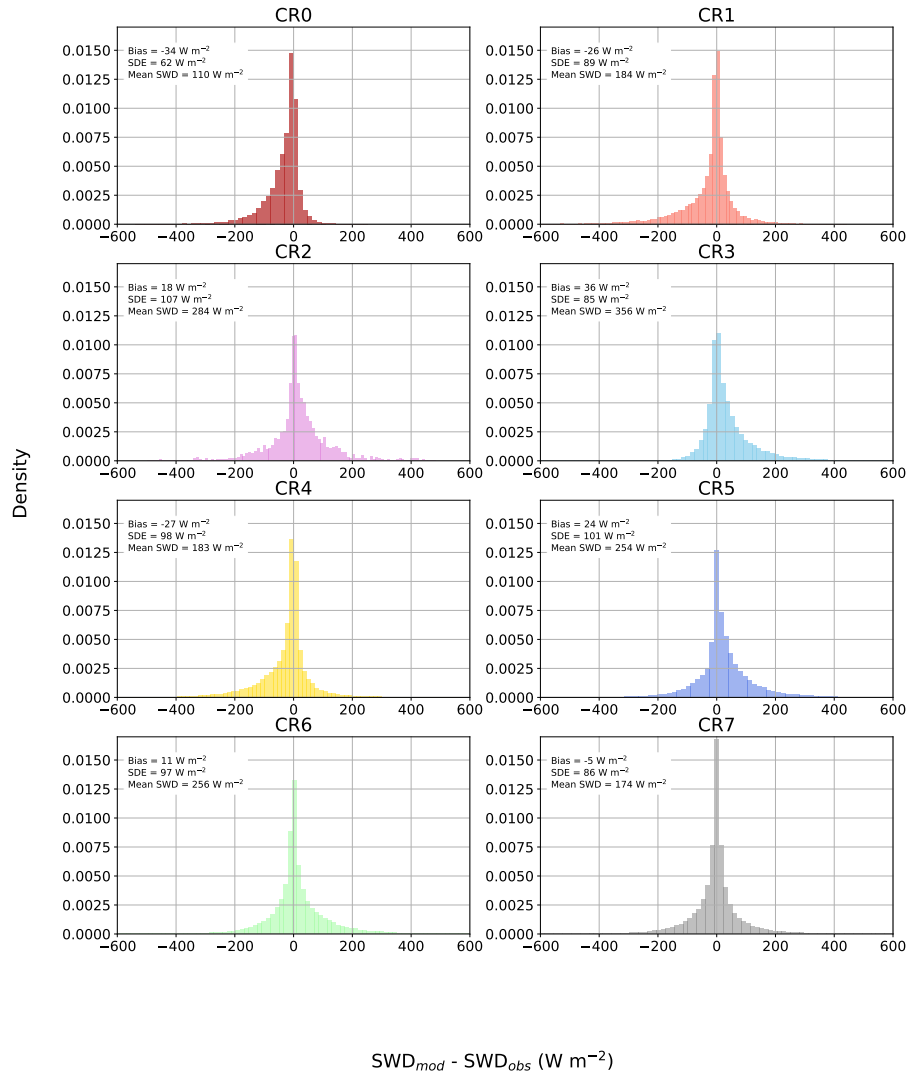 CR0
Bias = -34 W m⁻²
SDE = 62 W m⁻²
Mean SWD = 110 W m⁻²
0.0150
0.0125
0.0100
0.0075
0.0050
0.0025
0.0000
−600 −400 −200 0 200 400 600
CR1
Bias = -26 W m⁻²
SDE = 89 W m⁻²
Mean SWD = 184 W m⁻²
0.0150
0.0125
0.0100
0.0075
0.0050
0.0025
0.0000
−600 −400 −200 0 200 400 600
CR2
Bias = 18 W m⁻²
SDE = 107 W m⁻²
Mean SWD = 284 W m⁻²
0.0150
0.0125
0.0100
0.0075
0.0050
0.0025
0.0000
−600 −400 −200 0 200 400 600
CR3
Bias = 36 W m⁻²
SDE = 85 W m⁻²
Mean SWD = 356 W m⁻²
0.0150
0.0125
0.0100
0.0075
0.0050
0.0025
0.0000
−600 −400 −200 0 200 400 600
Density
CR4
Bias = -27 W m⁻²
SDE = 98 W m⁻²
Mean SWD = 183 W m⁻²
0.0150
0.0125
0.0100
0.0075
0.0050
0.0025
0.0000
−600 −400 −200 0 200 400 600
CR5
Bias = 24 W m⁻²
SDE = 101 W m⁻²
Mean SWD = 254 W m⁻²
0.0150
0.0125
0.0100
0.0075
0.0050
0.0025
0.0000
−600 −400 −200 0 200 400 600
CR6
Bias = 11 W m⁻²
SDE = 97 W m⁻²
Mean SWD = 256 W m⁻²
0.0150
0.0125
0.0100
0.0075
0.0050
0.0025
0.0000
−600 −400 −200 0 200 400 600
CR7
Bias = -5 W m⁻²
SDE = 86 W m⁻²
Mean SWD = 174 W m⁻²
0.0150
0.0125
0.0100
0.0075
0.0050
0.0025
0.0000
−600 −400 −200 0 200 400 600
SWD_mod - SWD_obs (W m⁻²)